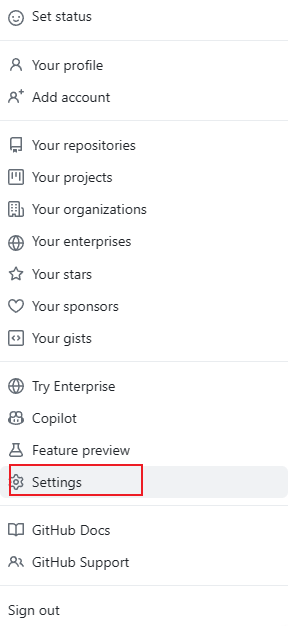 Set status
Your profile
Add account
Your repositories
Your projects
Your organizations
Your enterprises
Your stars
Your sponsors
Your gists
Try Enterprise
Copilot
Feature preview
Settings
GitHub Docs
GitHub Support
Sign out